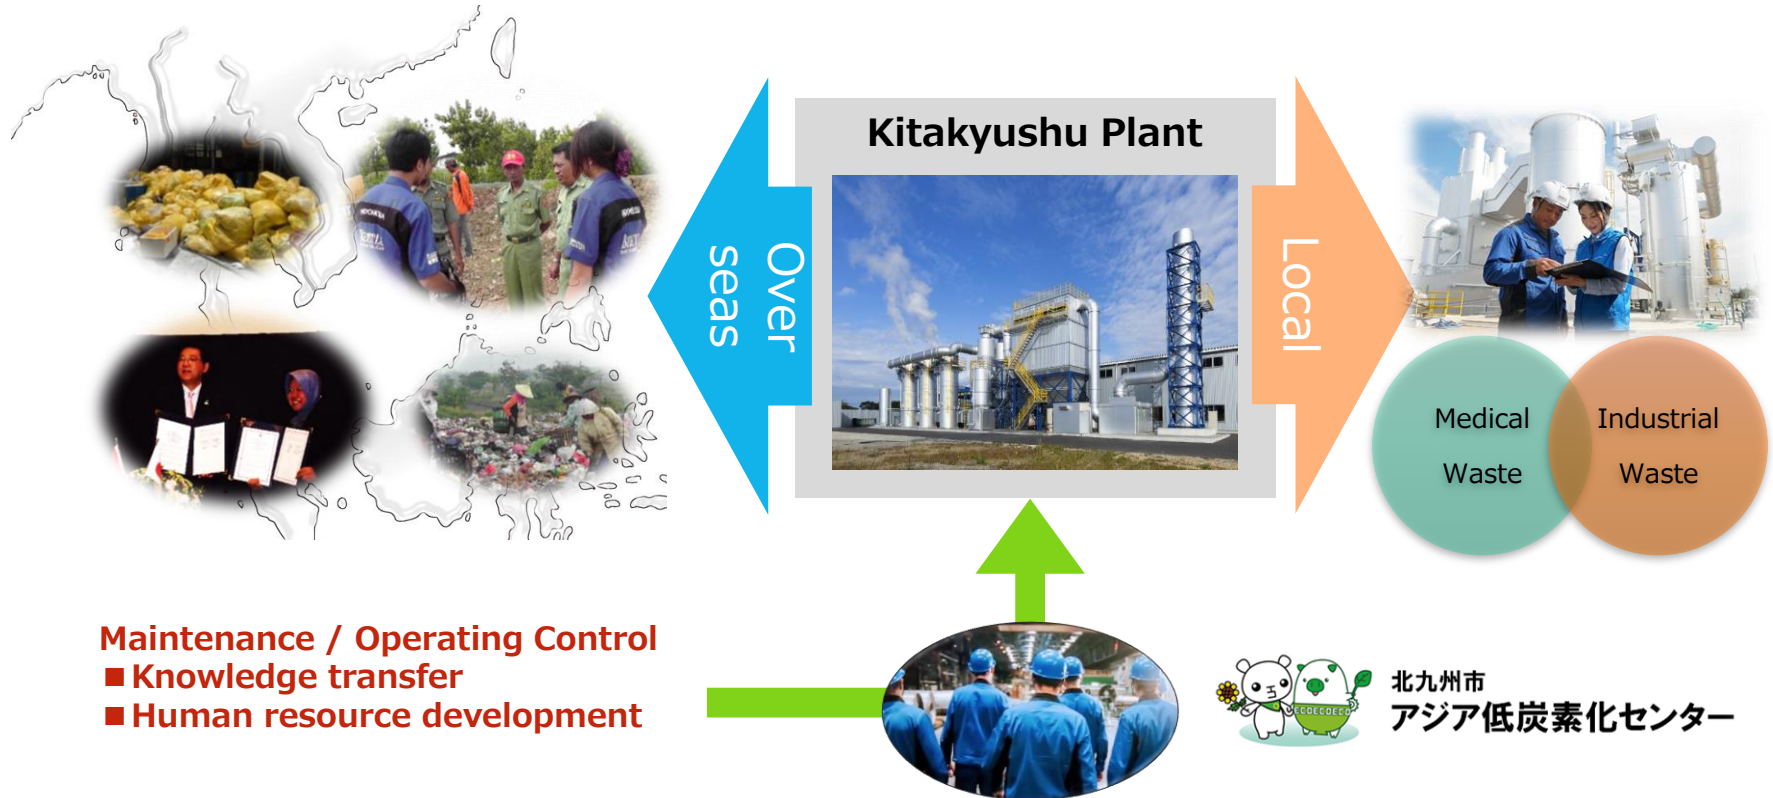 Kitakyushu Plant
Over
seas
Local
Medical
Waste
Industrial
Waste
Maintenance / Operating Control
■Knowledge transfer
■Human resource development
ECOECOECO
北九州市
アジア低炭素化センター